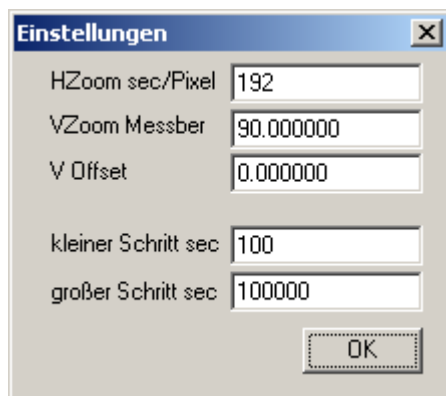 Einstellungen
HZoom sec/Pixel 192
VZoom Messber 90.000000
V Offset 0.000000
kleiner Schritt sec 100
großer Schritt sec 100000
OK